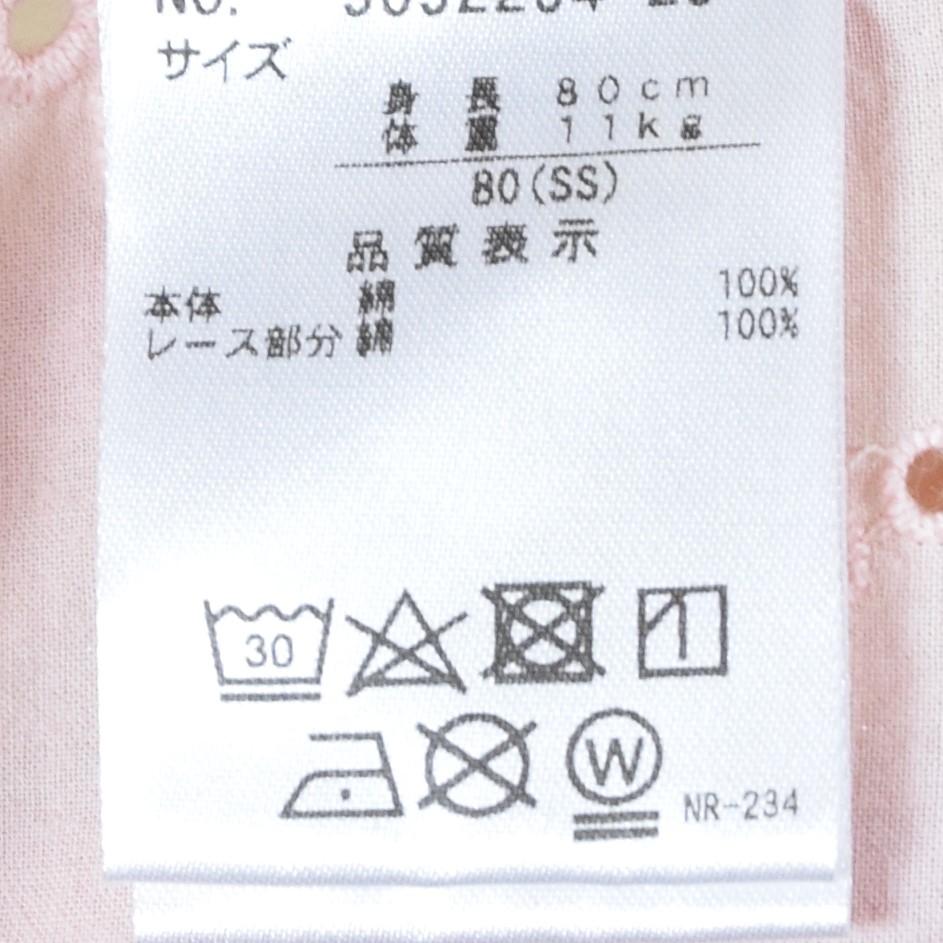 No.
サイズ
身 長 80cm
体 重 11kg
80(SS)
品質表示
本体 綿 100%
レース部分 綿 100%
30
W
NR-234